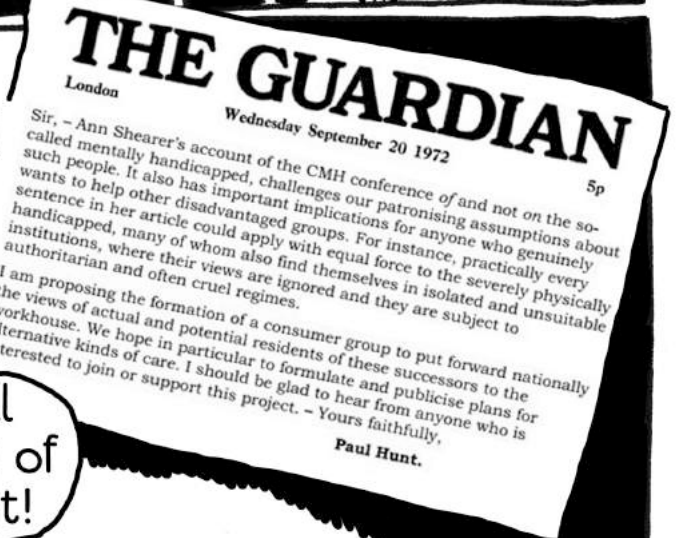 THE GUARDIAN
London
Wednesday September 20 1972
5p
Sir, – Ann Shearer's account of the CMH conference of and not on the so-
called mentally handicapped, challenges our patronising assumptions about
such people. It also has important implications for anyone who genuinely
wants to help other disadvantaged groups. For instance, practically every
sentence in her article could apply with equal force to the severely physically
handicapped, many of whom also find themselves in isolated and unsuitable
institutions, where their views are ignored and they are subject to
authoritarian and often cruel regimes.
I am proposing the formation of a consumer group to put forward nationally
the views of actual and potential residents of these successors to the
workhouse. We hope in particular to formulate and publicise plans for
alternative kinds of care. I should be glad to hear from anyone who is
interested to join or support this project. – Yours faithfully,
Paul Hunt.
of
t!